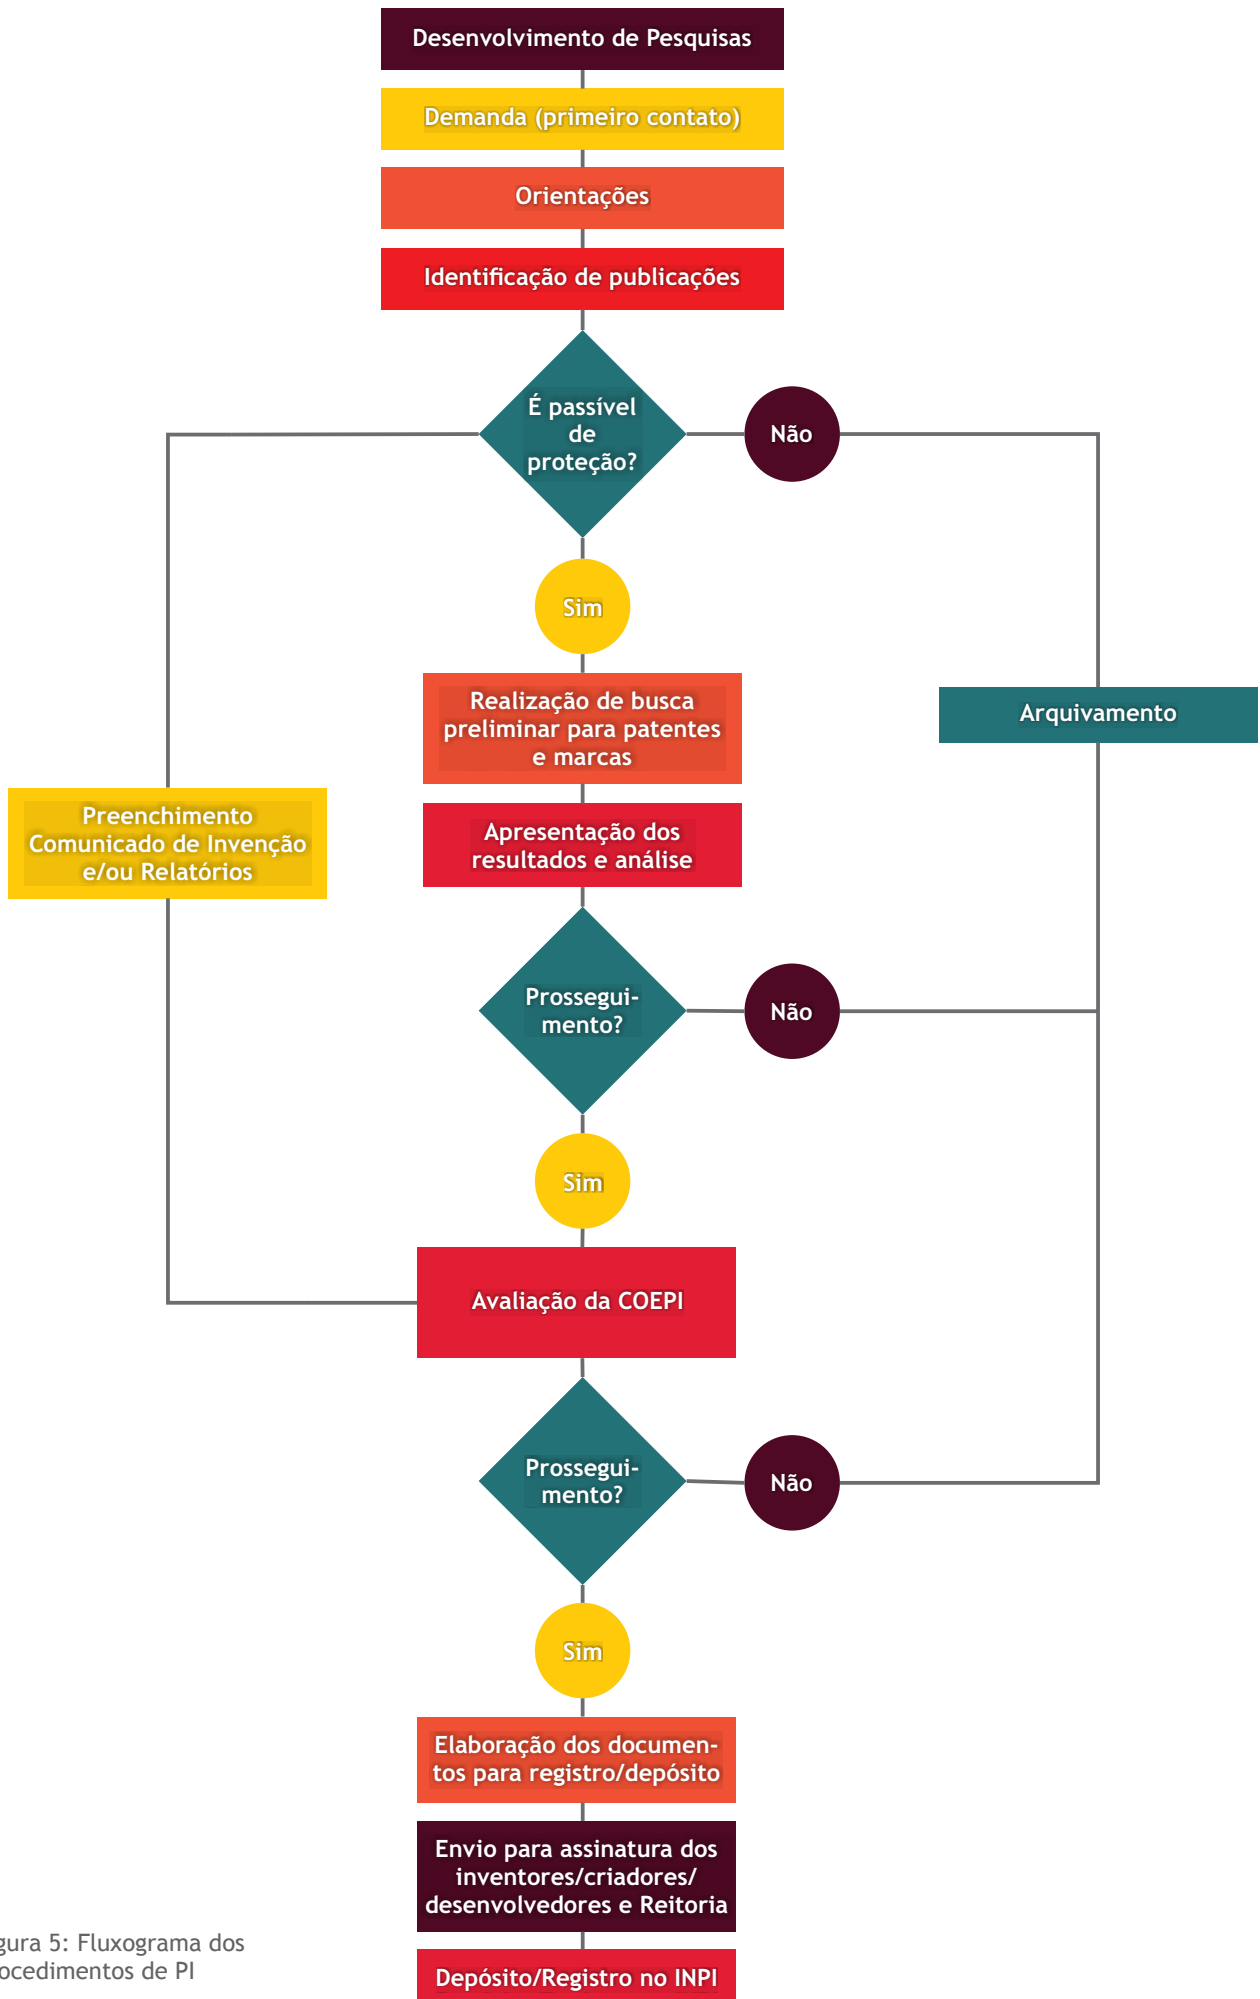 Desenvolvimento de Pesquisas
Demanda (primeiro contato)
Orientações
Identificação de publicações
É passível
de
proteção?
Não
Sim
Realização de busca
preliminar para patentes
e marcas
Arquivamento
Preenchimento
Comunicado de Invenção
e/ou Relatórios
Apresentação dos
resultados e análise
Prossegui-
mento?
Não
Sim
Avaliação da COEPI
Prossegui-
mento?
Não
Sim
Elaboração dos documen-
tos para registro/depósito
Envio para assinatura dos
inventores/criadores/
desenvolvedores e Reitoria
Depósito/Registro no INPI
gura 5: Fluxograma dos
ocedimentos de PI